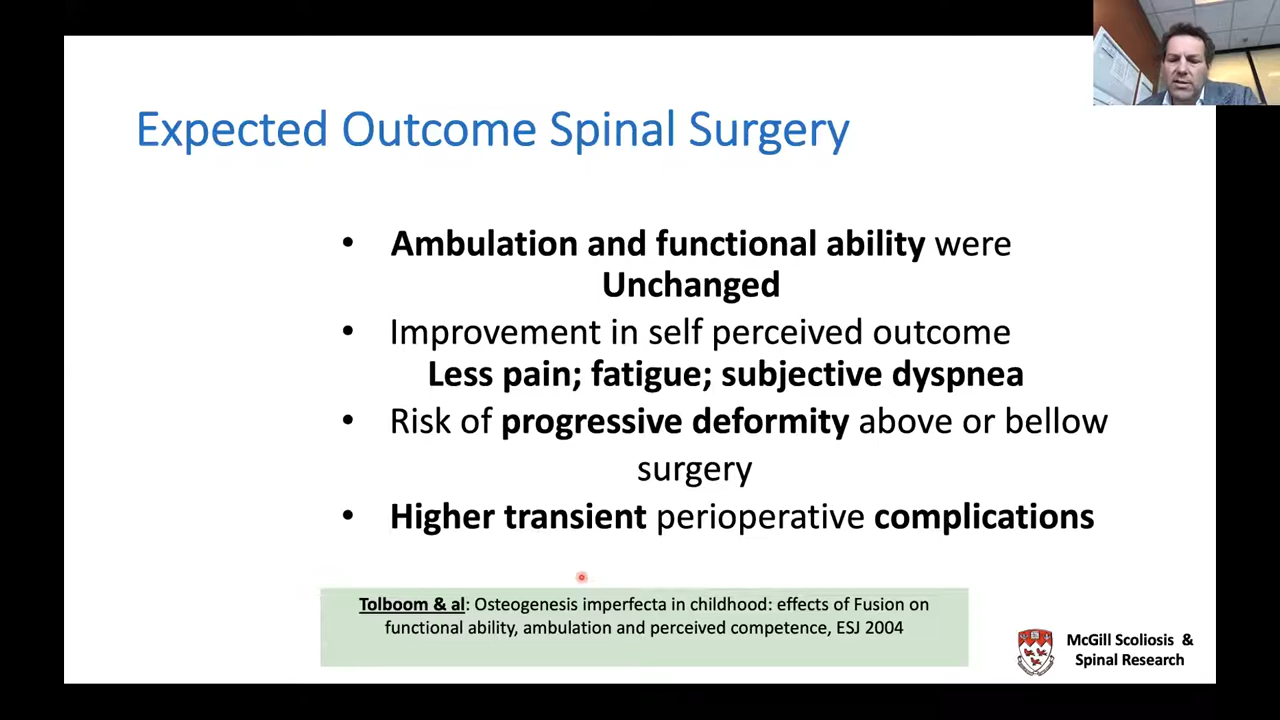 Expected Outcome Spinal Surgery
• Ambulation and functional ability were
Unchanged
• Improvement in self perceived outcome
Less pain; fatigue; subjective dyspnea
• Risk of progressive deformity above or bellow
surgery
• Higher transient perioperative complications
Tolboom & al: Osteogenesis imperfecta in childhood: effects of Fusion on
functional ability, ambulation and perceived competence, ESJ 2004
McGill Scoliosis &
Spinal Research